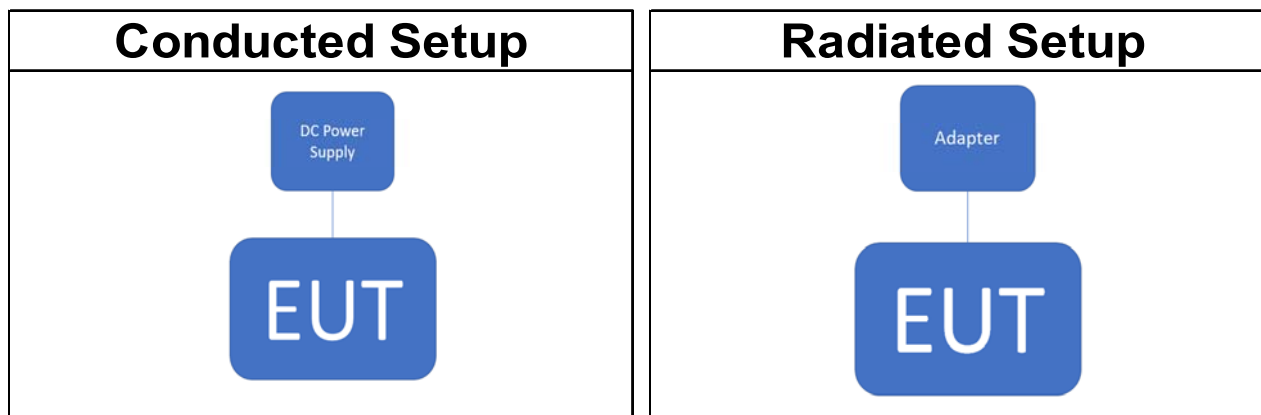 Conducted Setup
DC Power
Supply
EUT
Radiated Setup
Adapter
EUT